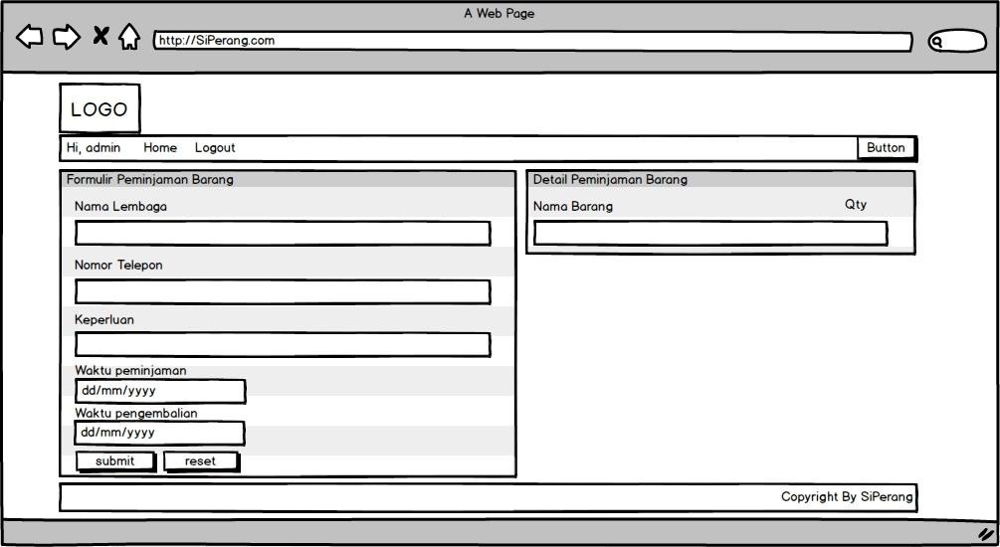 A Web Page
http://SiPerang.com
LOGO
Hi, admin Home Logout Button
Formulir Peminjaman Barang
Nama Lembaga
Nomor Telepon
Keperluan
Waktu peminjaman
dd/mm/yyyy
Waktu pengembalian
dd/mm/yyyy
submit reset
Detail Peminjaman Barang
Nama Barang Qty
Copyright By SiPerang